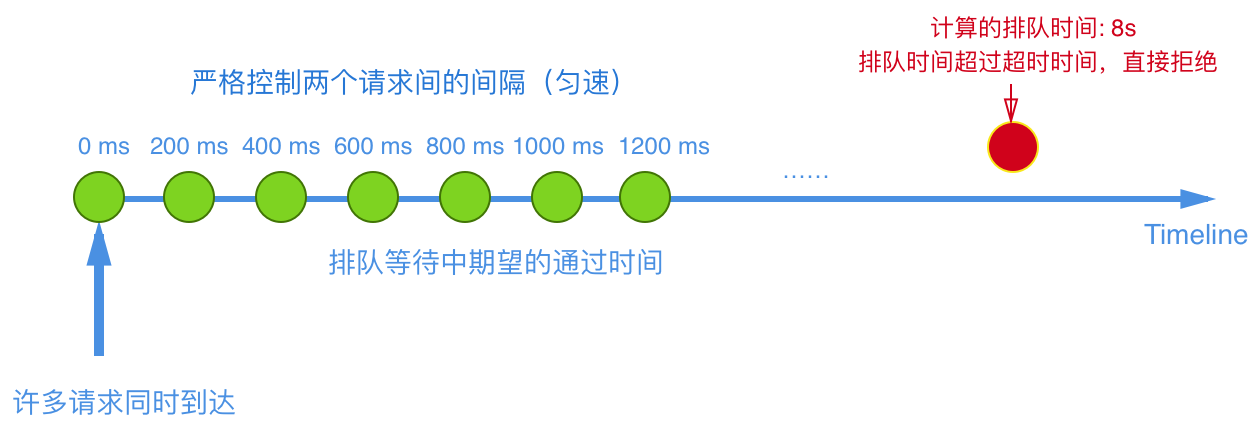 计算的排队时间: 8s
排队时间超过超时时间，直接拒绝
严格控制两个请求间的间隔（匀速）
0 ms 200 ms 400 ms 600 ms 800 ms 1000 ms 1200 ms
……
Timeline
排队等待中期望的通过时间
许多请求同时到达